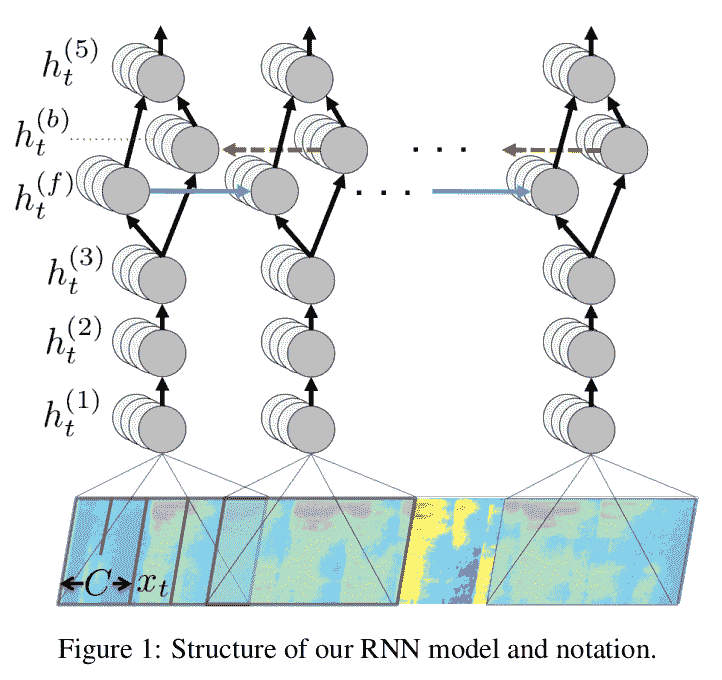 h_t^{(5)}
h_t^{(b)}
. . .
h_t^{(f)}
. . .
h_t^{(3)}
h_t^{(2)}
h_t^{(1)}
C x_t
Figure 1: Structure of our RNN model and notation.